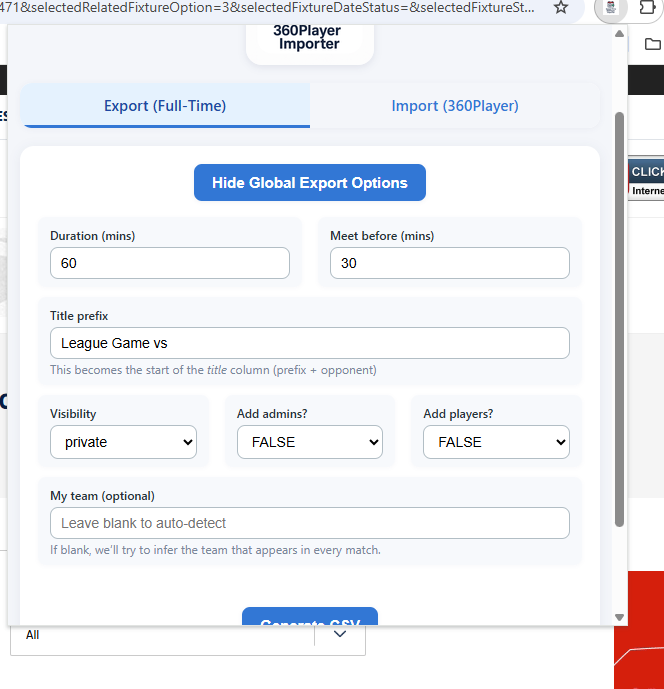 471&selectedRelatedFixtureOption=3&selectedFixtureDateStatus=&selectedFixtureSt...
360Player
Importer
Export (Full-Time)
Import (360Player)
CLICK
Interne
Hide Global Export Options
Duration (mins)
Meet before (mins)
60
30
Title prefix
League Game vs
This becomes the start of the title column (prefix + opponent)
Visibility
Add admins?
Add players?
private
FALSE
FALSE
My team (optional)
Leave blank to auto-detect
If blank, we'll try to infer the team that appears in every match.
Generate CSV
All